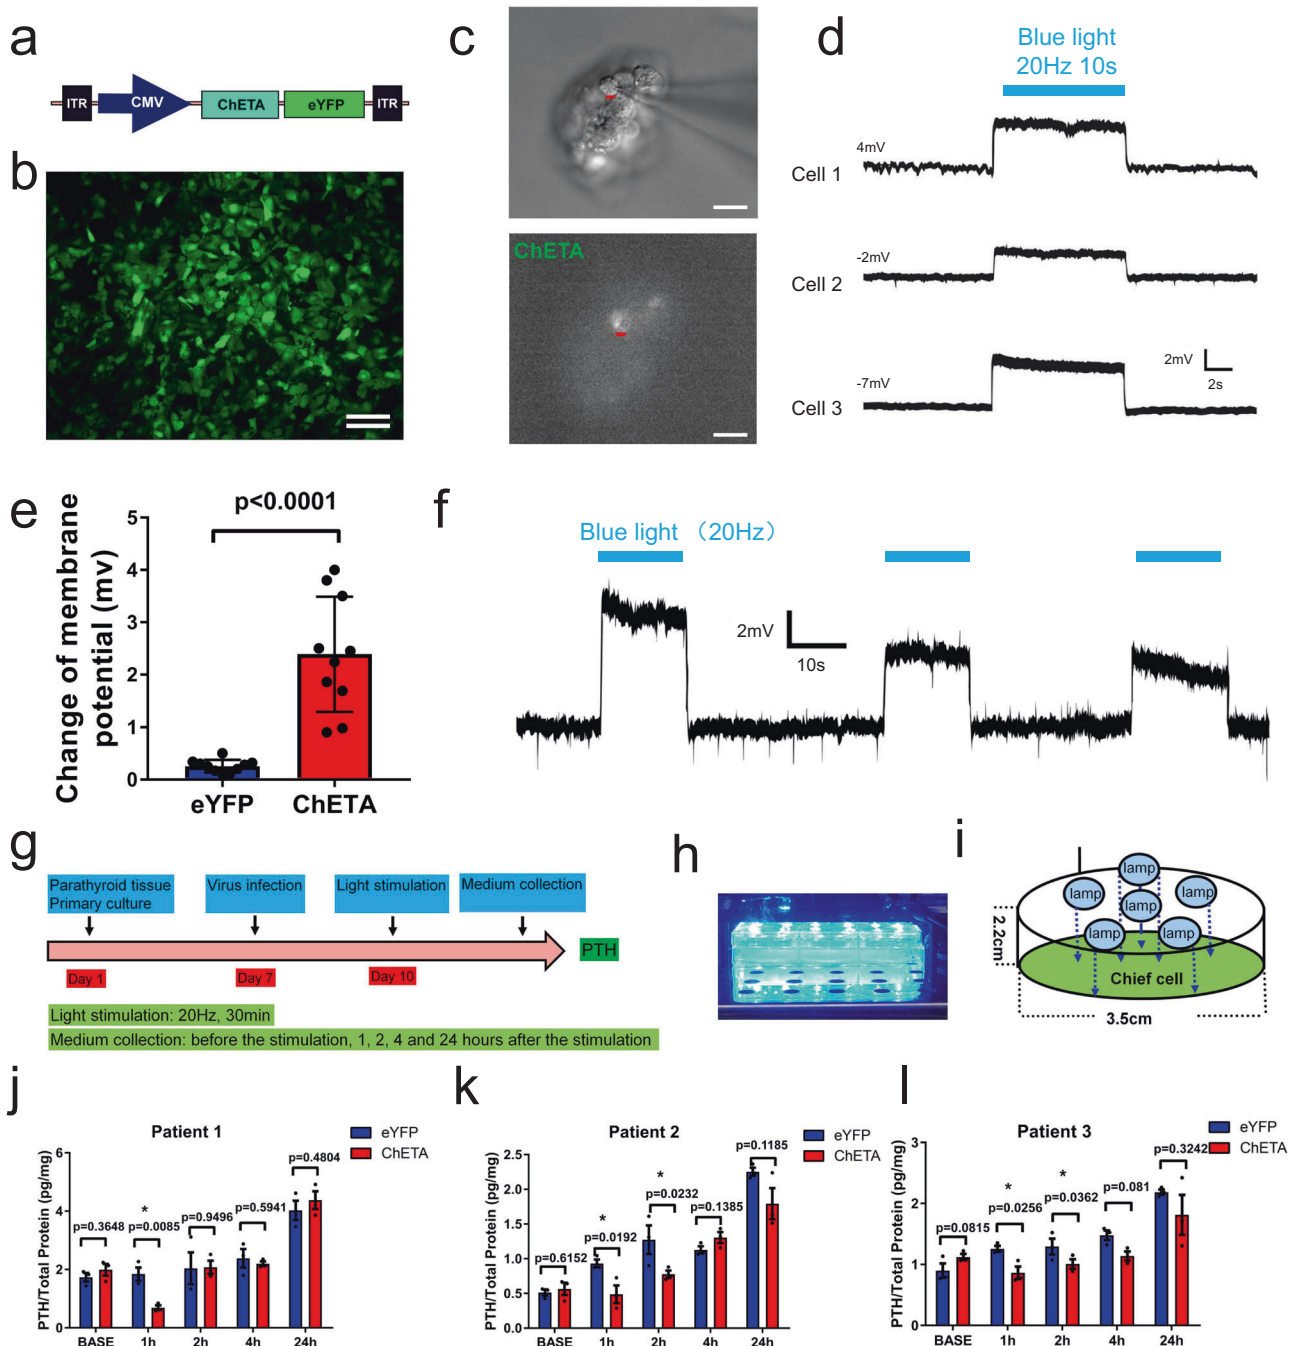 a
ITR
CMV
ChETA
eYFP
ITR
b
c
ChETA
d
Blue light
20Hz 10s
4mV
Cell 1
-2mV
Cell 2
-7mV
Cell 3
2mV
2s
e
p<0.0001
Change of membrane
potential (mv)
5
4
3
2
1
0
eYFP
ChETA
f
Blue light （20Hz）
2mV
10s
g
Parathyroid tissue
Primary culture
Virus infection
Light stimulation
Medium collection
PTH
Day 1
Day 7
Day 10
Light stimulation: 20Hz, 30min
Medium collection: before the stimulation, 1, 2, 4 and 24 hours after the stimulation
h
i
lamp
lamp
lamp
lamp
lamp
lamp
Chief cell
2.2cm
3.5cm
j
Patient 1
eYFP
ChETA
PTH/Total Protein (pg/mg)
6
4
2
0
p=0.3648
*
p=0.0085
p=0.9496
p=0.5941
p=0.4804
BASE
1h
2h
4h
24h
k
Patient 2
eYFP
ChETA
PTH/Total Protein (pg/mg)
2.5
2.0
1.5
1.0
0.5
0.0
p=0.6152
*
p=0.0192
*
p=0.0232
p=0.1385
p=0.1185
BASE
1h
2h
4h
24h
l
Patient 3
eYFP
ChETA
PTH/Total Protein (pg/mg)
3
2
1
0
p=0.0815
*
p=0.0256
*
p=0.0362
p=0.081
p=0.3242
BASE
1h
2h
4h
24h